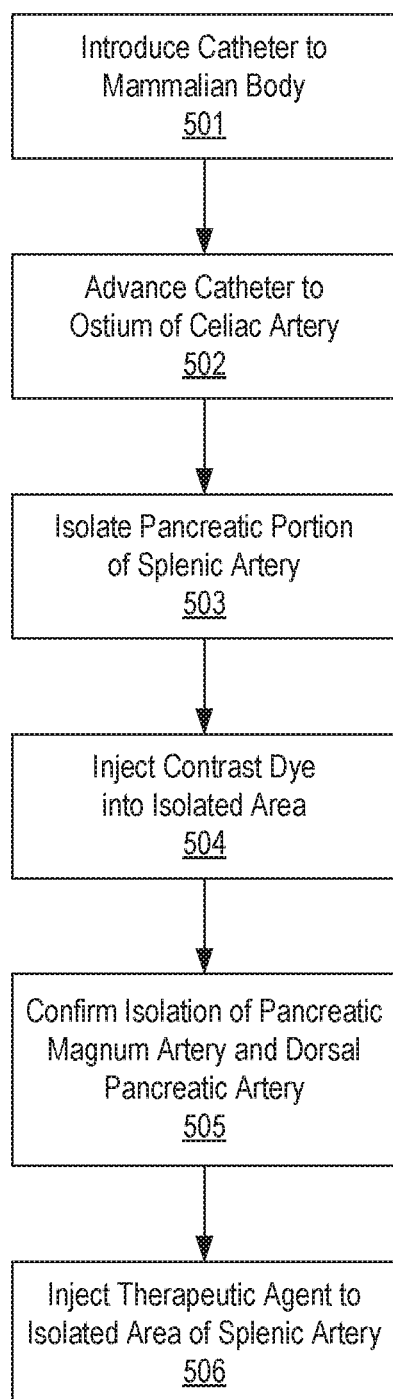 Introduce Catheter to
Mammalian Body
501
Advance Catheter to
Ostium of Celiac Artery
502
Isolate Pancreatic Portion
of Splenic Artery
503
Inject Contrast Dye
into Isolated Area
504
Confirm Isolation of Pancreatic
Magnum Artery and Dorsal
Pancreatic Artery
505
Inject Therapeutic Agent to
Isolated Area of Splenic Artery
506